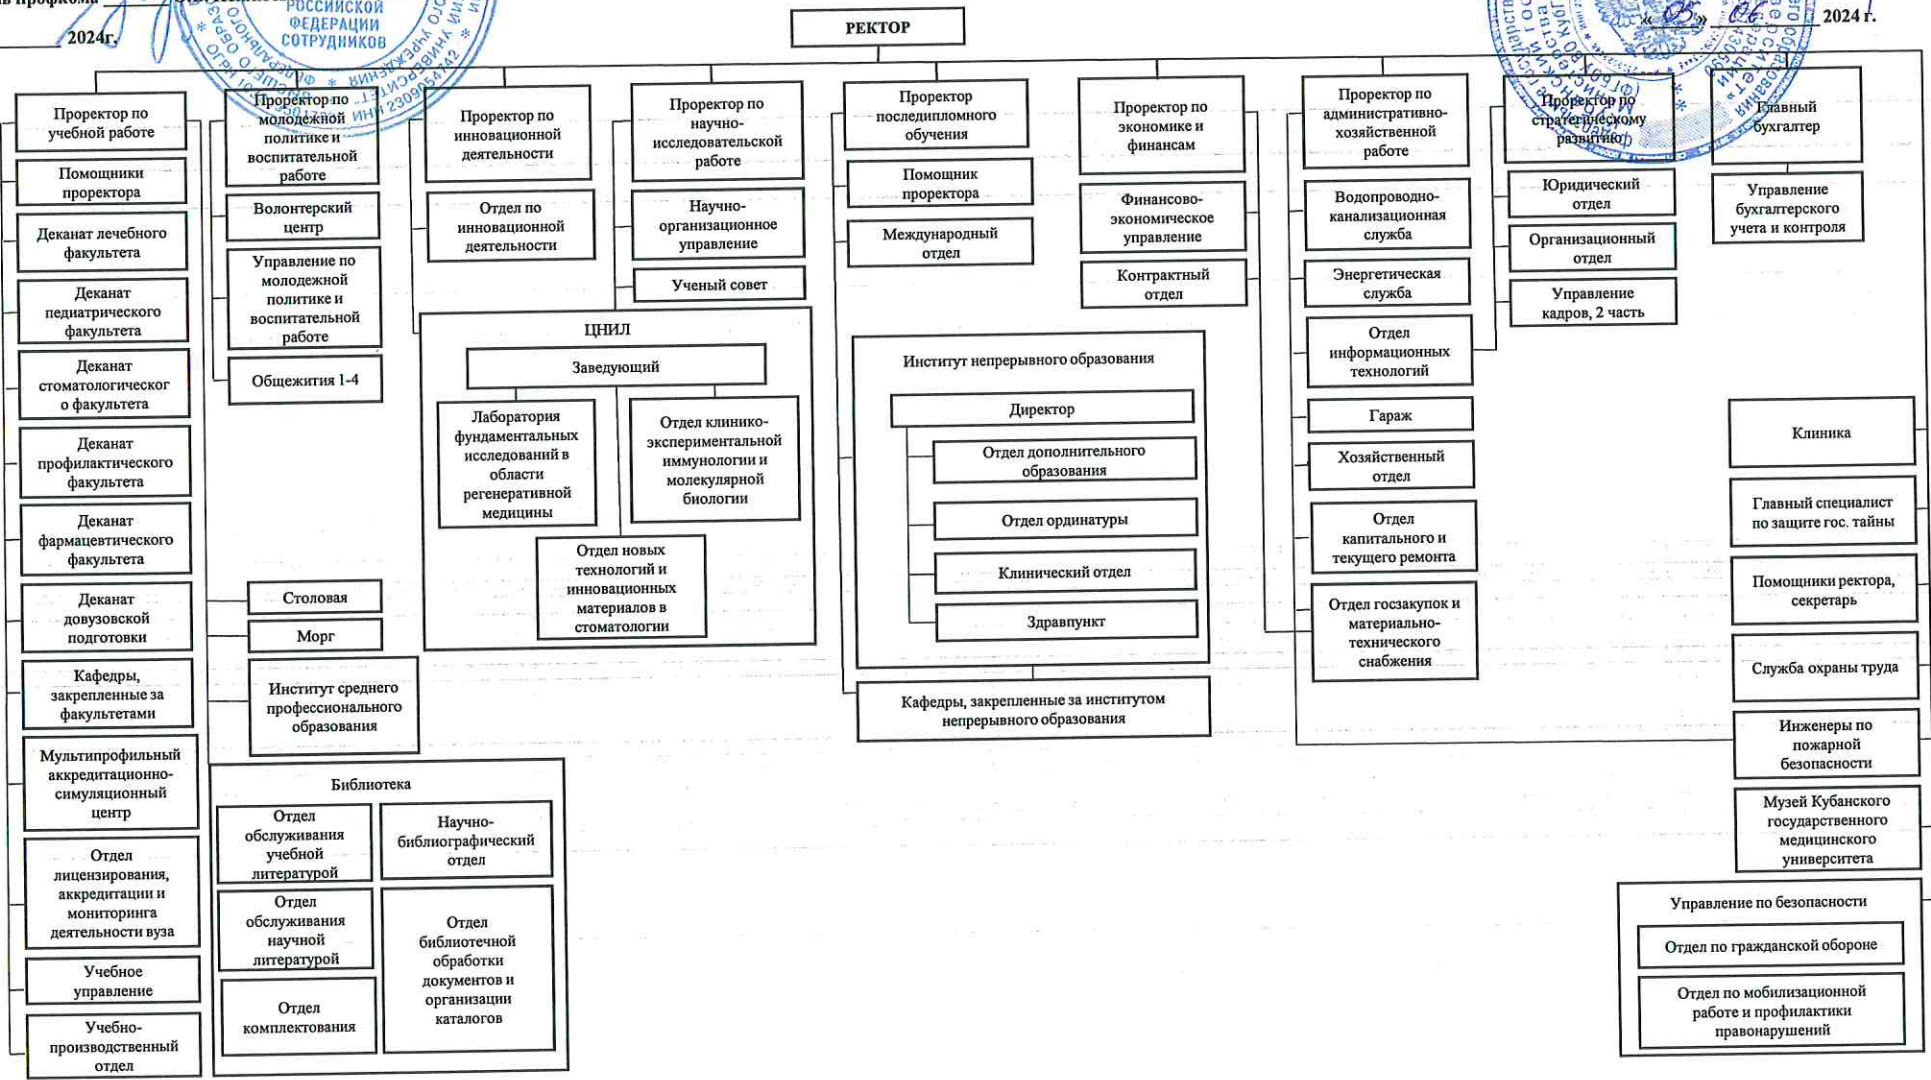 2024г.
РОССИЙСКОЙ
ФЕДЕРАЦИИ
СОТРУДНИКОВ
ИНН 2309054242
2024 г.
РЕКТОР
Проректор по
учебной работе
Помощники
проректора
Деканат лечебного
факультета
Деканат
педиатрического
факультета
Деканат
стоматологическог
о факультета
Деканат
профилактического
факультета
Деканат
фармацевтического
факультета
Деканат
довузовской
подготовки
Кафедры,
закрепленные за
факультетами
Мультипрофильный
аккредитационно-
симуляционный
центр
Отдел
лицензирования,
аккредитации и
мониторинга
деятельности вуза
Учебное
управление
Учебно-
производственный
отдел
Проректор по
молодежной
политике и
воспитательной
работе
Волонтерский
центр
Управление по
молодежной
политике и
воспитательной
работе
Общежития 1-4
Столовая
Морг
Институт среднего
профессионального
образования
Библиотека
Отдел
обслуживания
учебной
литературой
Научно-
библиографический
отдел
Отдел
обслуживания
научной
литературой
Отдел
библиотечной
обработки
документов и
организации
каталогов
Отдел
комплектования
Проректор по
инновационной
деятельности
Отдел по
инновационной
деятельности
Проректор по
научно-
исследовательской
работе
Научно-
организационное
управление
Ученый совет
ЦНИЛ
Заведующий
Лаборатория
фундаментальных
исследований в
области
регенеративной
медицины
Отдел клинико-
экспериментальной
иммунологии и
молекулярной
биологии
Отдел новых
технологий и
инновационных
материалов в
стоматологии
Проректор
последипломного
обучения
Помощник
проректора
Международный
отдел
Институт непрерывного образования
Директор
Отдел дополнительного
образования
Отдел ординатуры
Клинический отдел
Здравпункт
Кафедры, закрепленные за институтом
непрерывного образования
Проректор по
экономике и
финансам
Финансово-
экономическое
управление
Контрактный
отдел
Проректор по
административно-
хозяйственной
работе
Водопроводно-
канализационная
служба
Энергетическая
служба
Отдел
информационных
технологий
Гараж
Хозяйственный
отдел
Отдел
капитального и
текущего ремонта
Отдел госзакупок и
материально-
технического
снабжения
Проректор по
стратегическому
развитию
Юридический
отдел
Организационный
отдел
Управление
кадров, 2 часть
Главный
бухгалтер
Управление
бухгалтерского
учета и контроля
Клиника
Главный специалист
по защите гос. тайны
Помощники ректора,
секретарь
Служба охраны труда
Инженеры по
пожарной
безопасности
Музей Кубанского
государственного
медицинского
университета
Управление по безопасности
Отдел по гражданской обороне
Отдел по мобилизационной
работе и профилактики
правонарушений